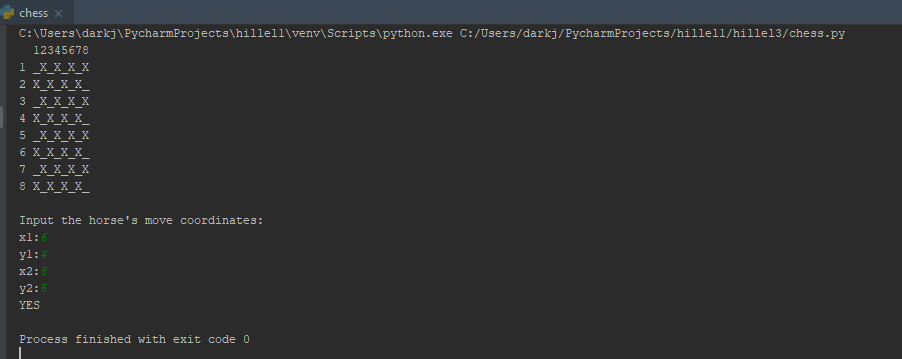 chess
C:\Users\darkj\PycharmProjects\hillel1\venv\Scripts\python.exe C:/Users/darkj/PycharmProjects/hillel1/hillel3/chess.py
  12345678
1 _X_X_X_X
2 X_X_X_X_
3 _X_X_X_X
4 X_X_X_X_
5 _X_X_X_X
6 X_X_X_X_
7 _X_X_X_X
8 X_X_X_X_
Input the horse's move coordinates:
x1:6
y1:4
x2:8
y2:5
YES
Process finished with exit code 0